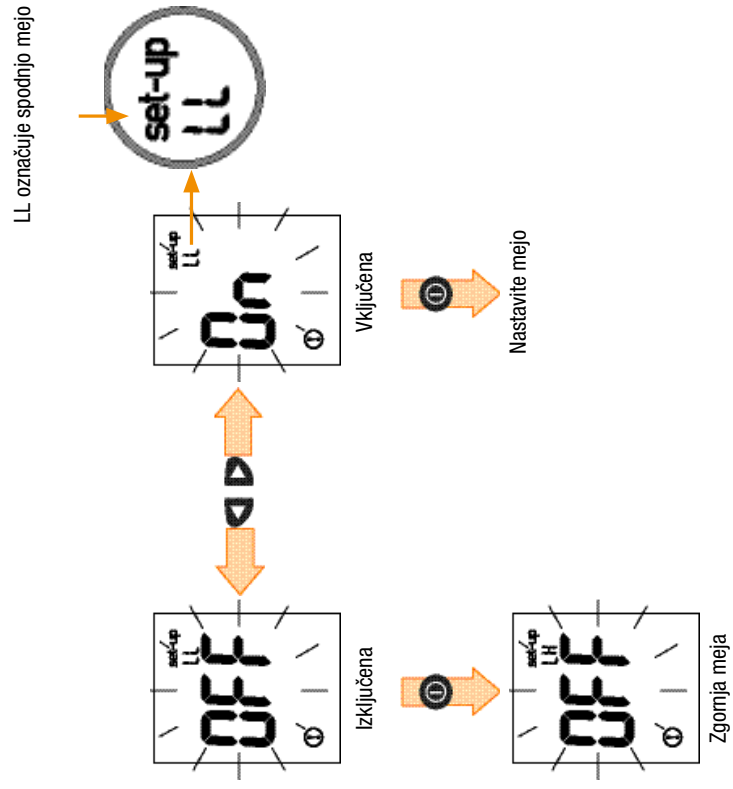 LL označuje spodnjo mejo
set-up
LL
OFF
set-up
LL
On
set-up
LL
Izključena
Vključena
Nastavite mejo
set-up
LH
OFF
Zgornja meja